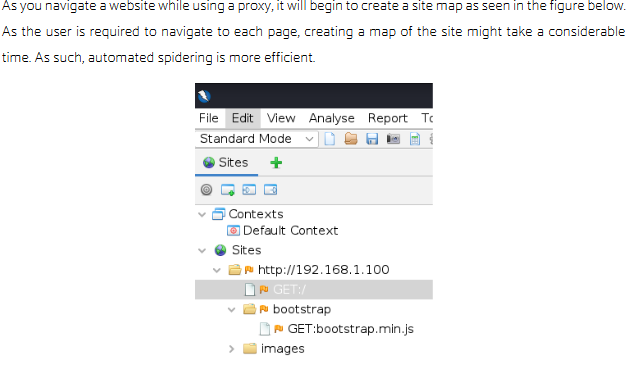 As you navigate a website while using a proxy, it will begin to create a site map as seen in the figure below.
As the user is required to navigate to each page, creating a map of the site might take a considerable
time. As such, automated spidering is more efficient.
File Edit View Analyse Report
Standard Mode
Sites
Contexts
Default Context
Sites
http://192.168.1.100
GET:/
bootstrap
GET:bootstrap.min.js
images